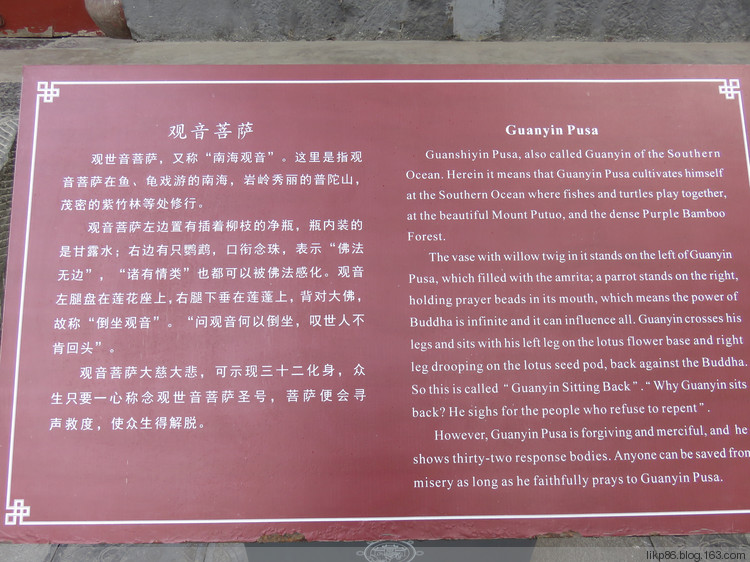 观音菩萨
观世音菩萨，又称“南海观音”。这里是指观
音菩萨在鱼、龟戏游的南海，岩岭秀丽的普陀山，
茂密的紫竹林等处修行。
观音菩萨左边置有插着柳枝的净瓶，瓶内装的
是甘露水；右边有只鹦鹉，口衔念珠，表示“佛法
无边”，“诸有情类”也都可以被佛法感化。观音
左腿盘在莲花座上，右腿下垂在莲蓬上，背对大佛，
故称“倒坐观音”。“问观音何以倒坐，叹世人不
肯回头”。
观音菩萨大慈大悲，可示现三十二化身，众
生只要一心称念观世音菩萨圣号，菩萨便会寻
声救度，使众生得解脱。
Guanyin Pusa
Guanshiyin Pusa, also called Guanyin of the Southern
Ocean. Herein it means that Guanyin Pusa cultivates himself
at the Southern Ocean where fishes and turtles play together,
at the beautiful Mount Putuo, and the dense Purple Bamboo
Forest.
The vase with willow twig in it stands on the left of Guanyin
Pusa, which filled with the amrita; a parrot stands on the right,
holding prayer beads in its mouth, which means the power of
Buddha is infinite and it can influence all. Guanyin crosses his
legs and sits with his left leg on the lotus flower base and right
leg drooping on the lotus seed pod, back against the Buddha.
So this is called “Guanyin Sitting Back”.“Why Guanyin sits
back? He sighs for the people who refuse to repent”.
However, Guanyin Pusa is forgiving and merciful, and he
shows thirty-two response bodies. Anyone can be saved from
misery as long as he faithfully prays to Guanyin Pusa.
likp86.blog.163.com